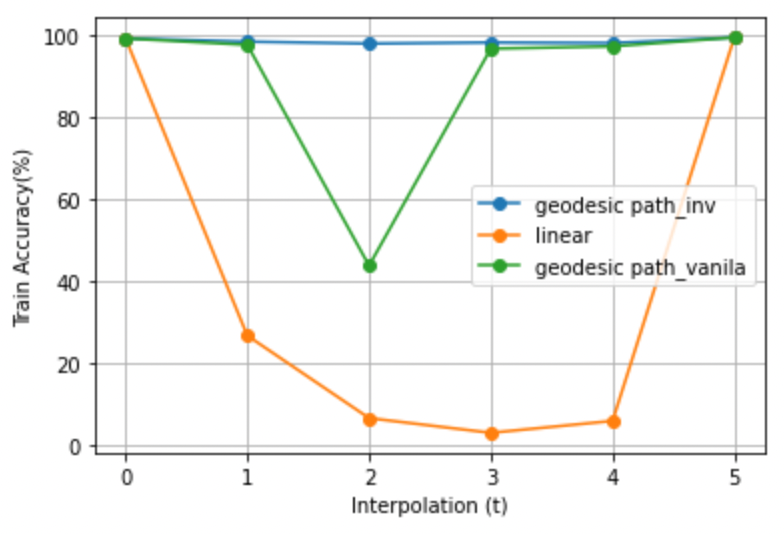 100
80
60
40
20
0
Train Accuracy(%)
geodesic path_inv
linear
geodesic path_vanila
0 1 2 3 4 5
Interpolation (t)